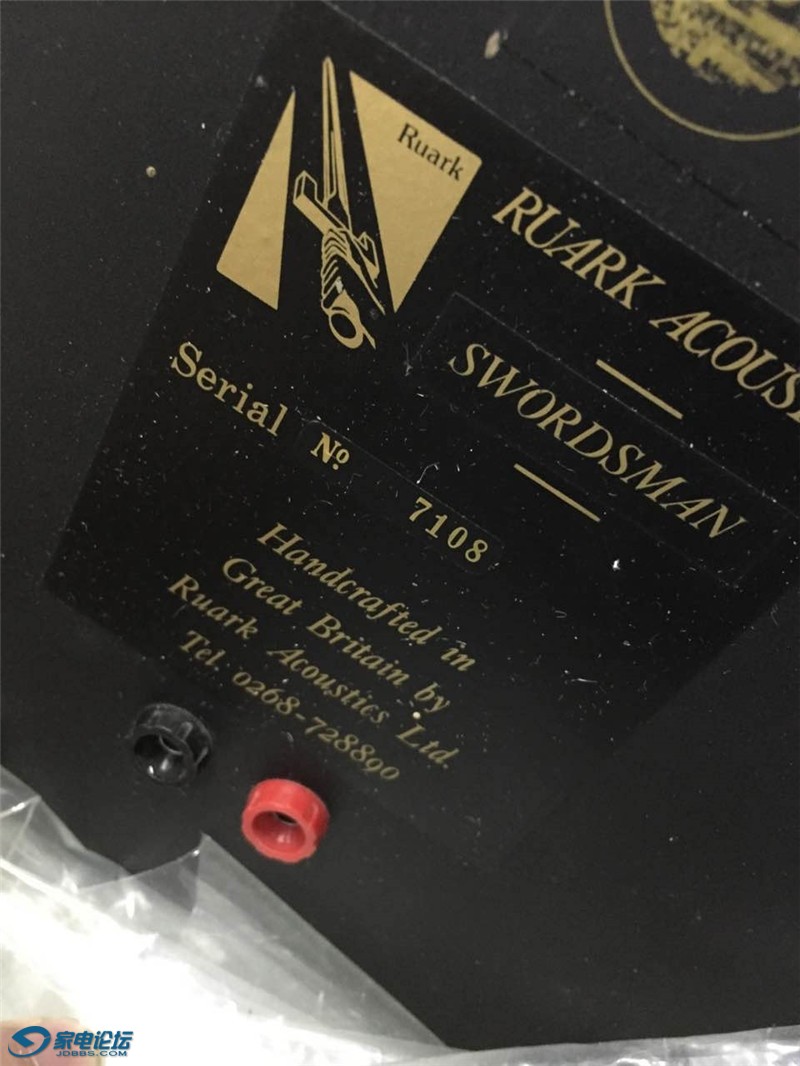 Ruark
RUARK ACOUS
SWORDSMAN
Serial № 7108
Handcrafted in
Great Britain by
Ruark Acoustics Ltd.
Tel. 0268-728890
家电论坛
JDBBS.COM